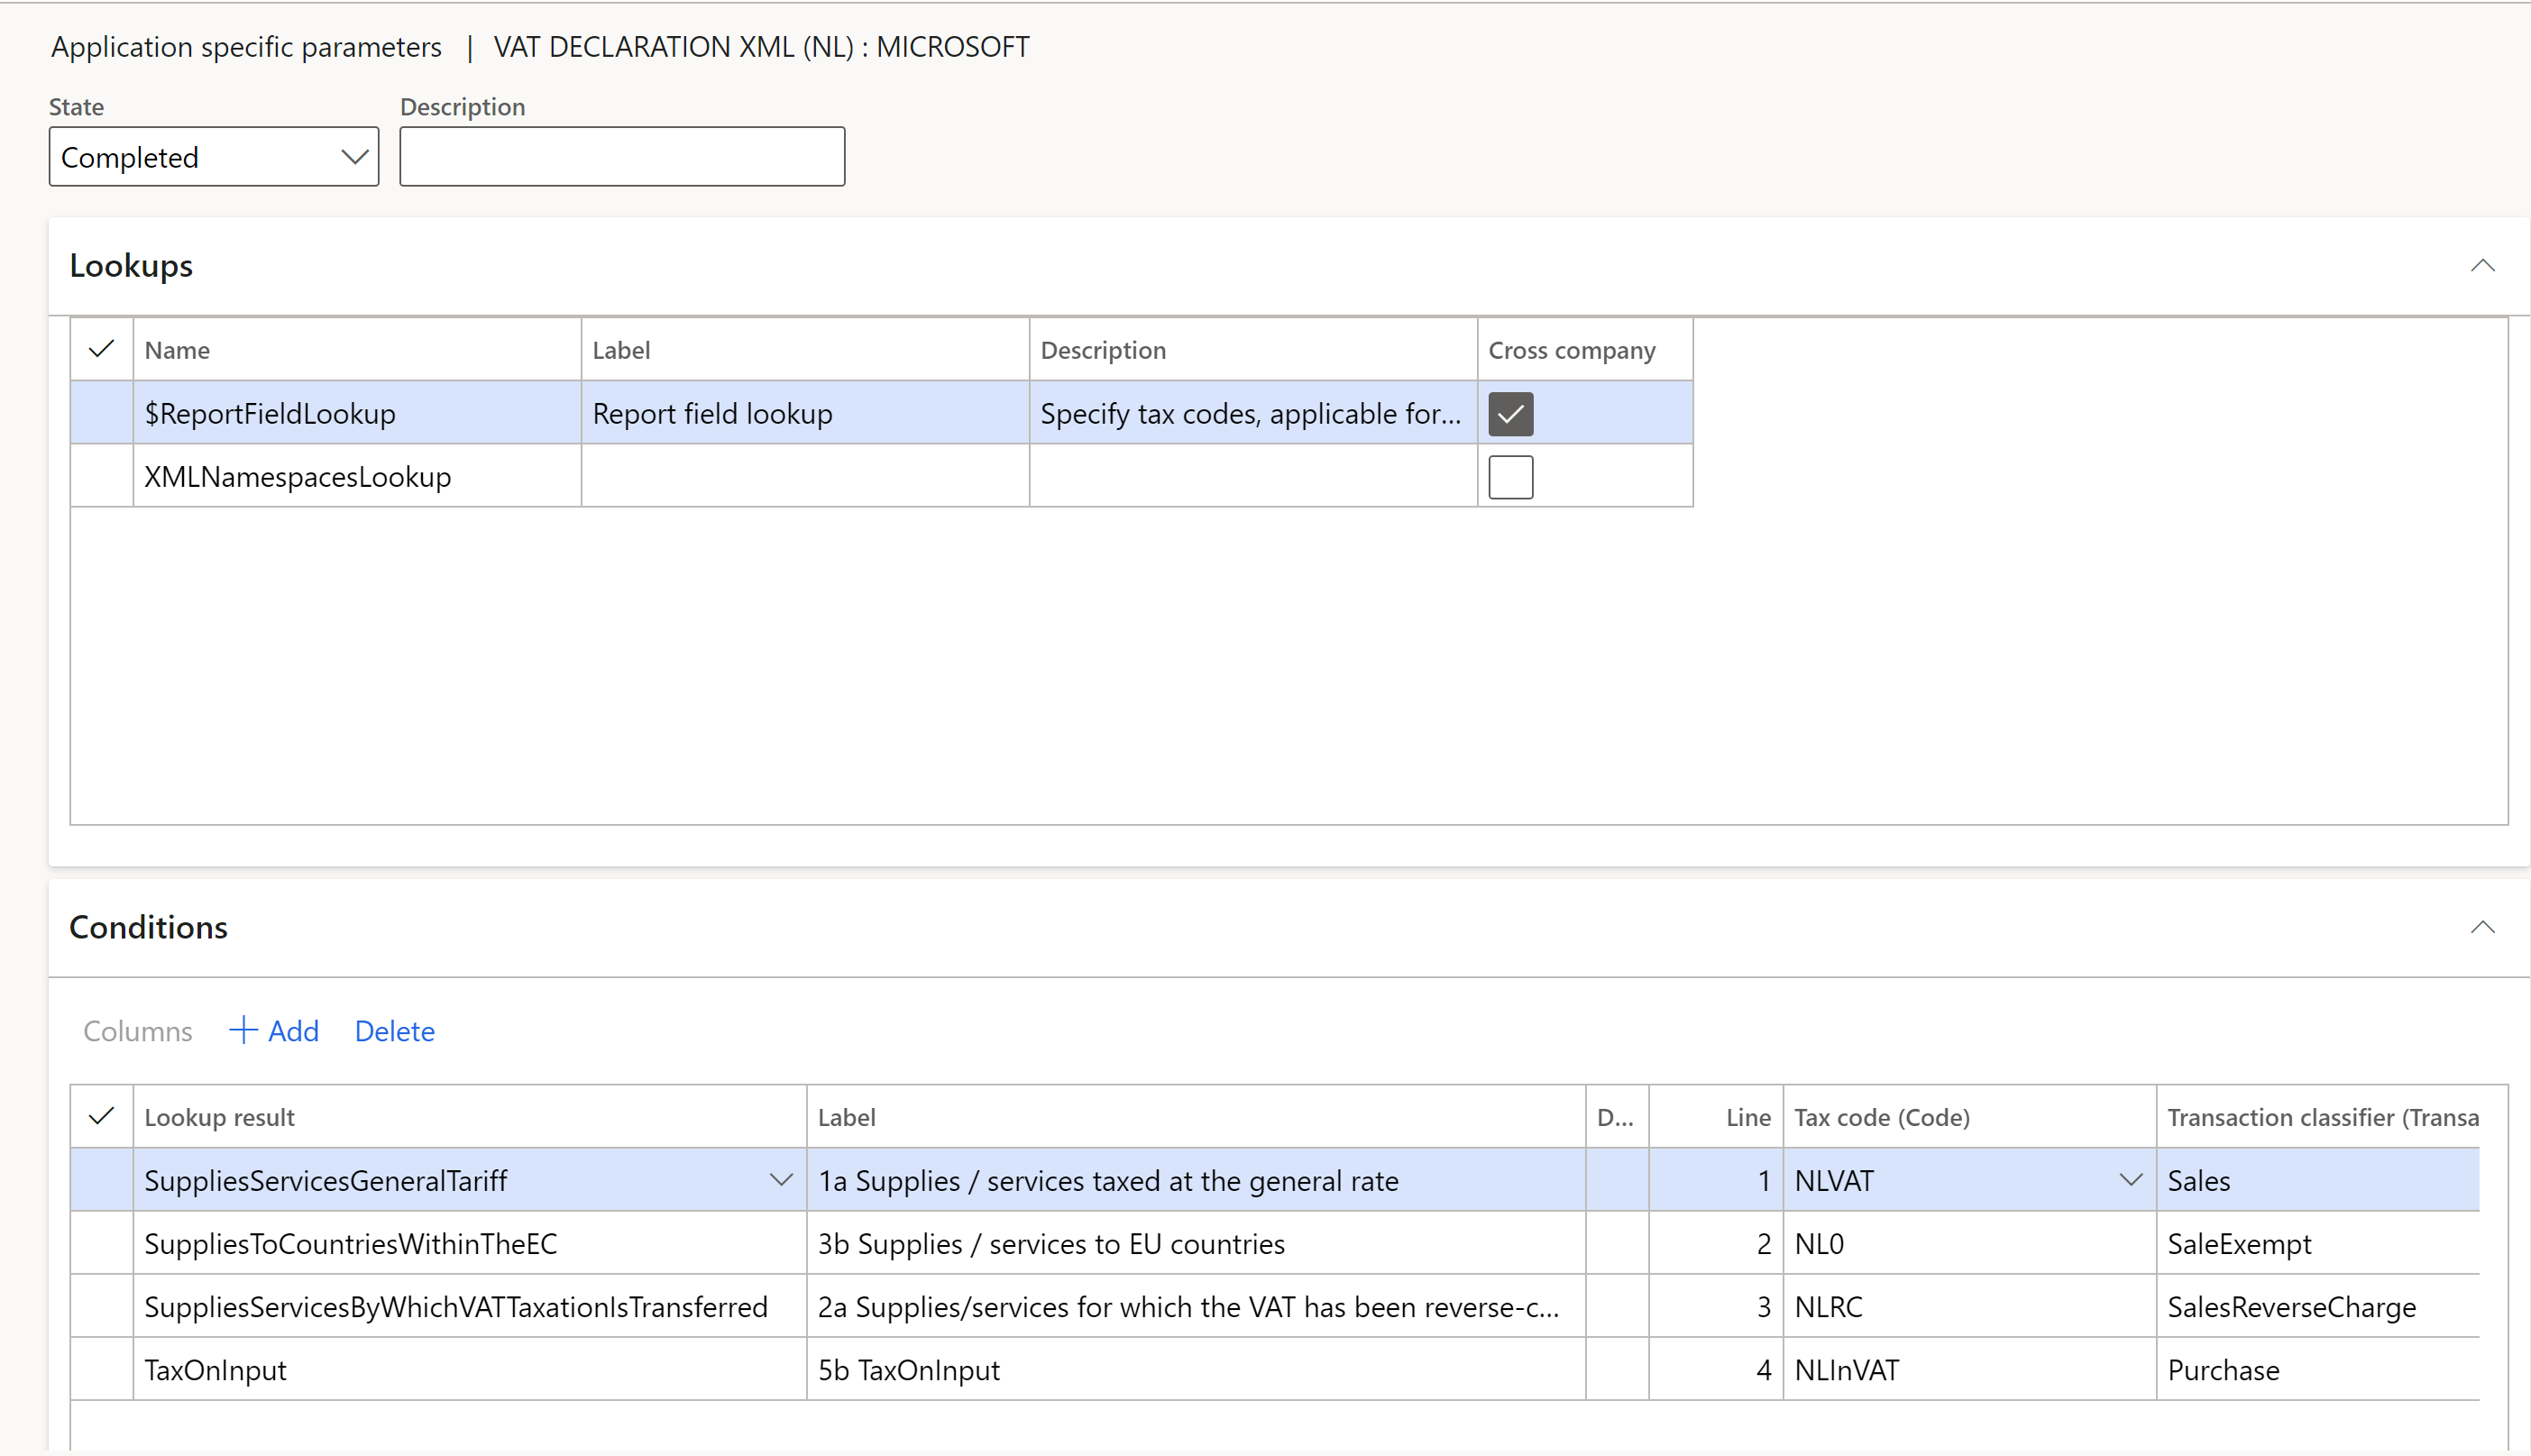 Application specific parameters | VAT DECLARATION XML (NL) : MICROSOFT
State Description
Completed
Lookups
Name Label Description Cross company
$ReportFieldLookup Report field lookup Specify tax codes, applicable for...
XMLNamespacesLookup
Conditions
Columns + Add Delete
Lookup result Label D... Line Tax code (Code) Transaction classifier (Transa
SuppliesServicesGeneralTariff 1a Supplies / services taxed at the general rate 1 NLVAT Sales
SuppliesToCountriesWithinTheEC 3b Supplies / services to EU countries 2 NL0 SaleExempt
SuppliesServicesByWhichVATTaxationIsTransferred 2a Supplies/services for which the VAT has been reverse-c... 3 NLRC SalesReverseCharge
TaxOnInput 5b TaxOnInput 4 NLInVAT Purchase